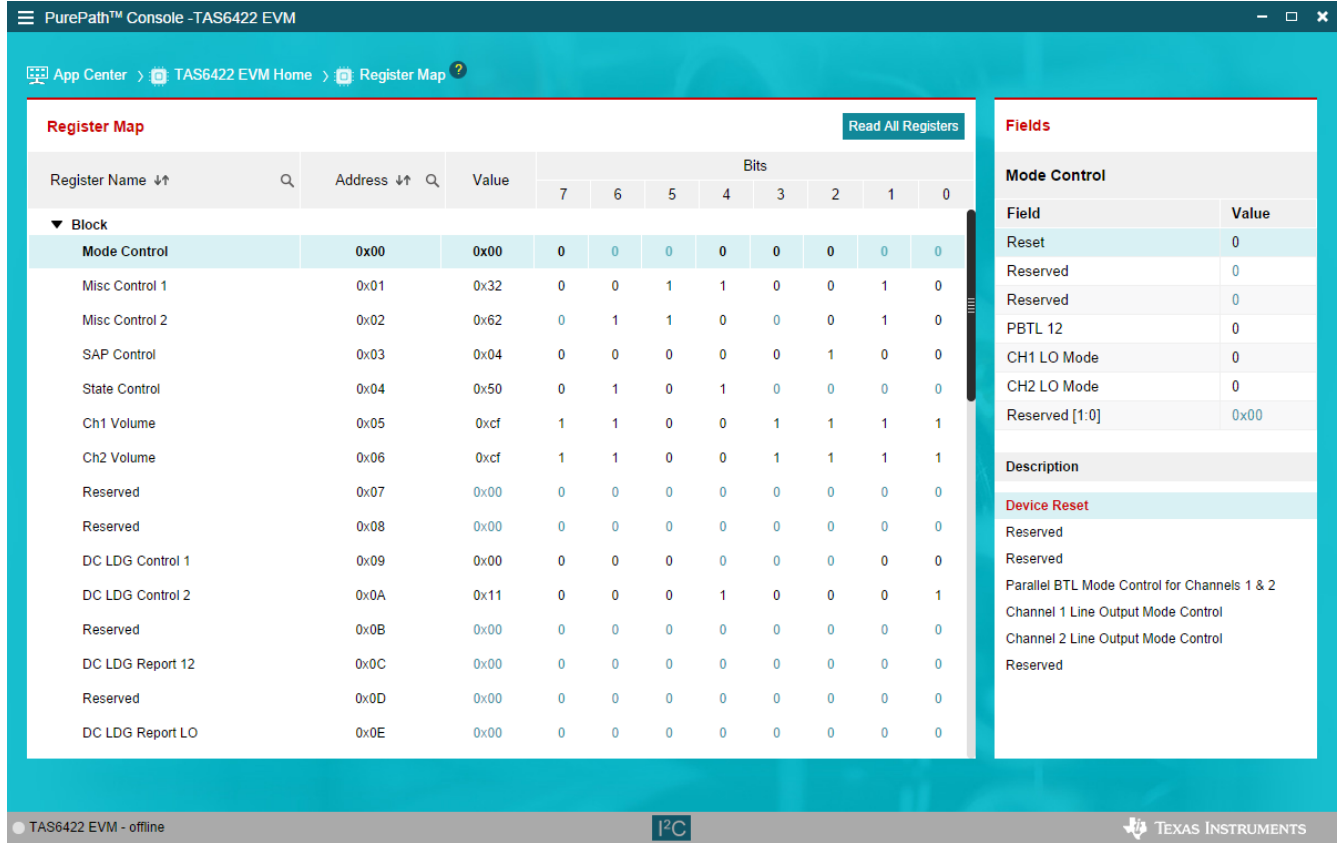 PurePath™ Console -TAS6422 EVM
App Center > TAS6422 EVM Home > Register Map ?
Register Map
Read All Registers
Register Name Address Value Bits
7 6 5 4 3 2 1 0
Block
Mode Control 0x00 0x00 0 0 0 0 0 0 0 0
Misc Control 1 0x01 0x32 0 0 1 1 0 0 1 0
Misc Control 2 0x02 0x62 0 1 1 0 0 0 1 0
SAP Control 0x03 0x04 0 0 0 0 0 1 0 0
State Control 0x04 0x50 0 1 0 1 0 0 0 0
Ch1 Volume 0x05 0xcf 1 1 0 0 1 1 1 1
Ch2 Volume 0x06 0xcf 1 1 0 0 1 1 1 1
Reserved 0x07 0x00 0 0 0 0 0 0 0 0
Reserved 0x08 0x00 0 0 0 0 0 0 0 0
DC LDG Control 1 0x09 0x00 0 0 0 0 0 0 0 0
DC LDG Control 2 0x0A 0x11 0 0 0 1 0 0 0 1
Reserved 0x0B 0x00 0 0 0 0 0 0 0 0
DC LDG Report 12 0x0C 0x00 0 0 0 0 0 0 0 0
Reserved 0x0D 0x00 0 0 0 0 0 0 0 0
DC LDG Report LO 0x0E 0x00 0 0 0 0 0 0 0 0
Fields
Mode Control
Field Value
Reset 0
Reserved 0
Reserved 0
PBTL 12 0
CH1 LO Mode 0
CH2 LO Mode 0
Reserved [1:0] 0x00
Description
Device Reset
Reserved
Reserved
Parallel BTL Mode Control for Channels 1 & 2
Channel 1 Line Output Mode Control
Channel 2 Line Output Mode Control
Reserved
TAS6422 EVM - offline
I²C
TEXAS INSTRUMENTS